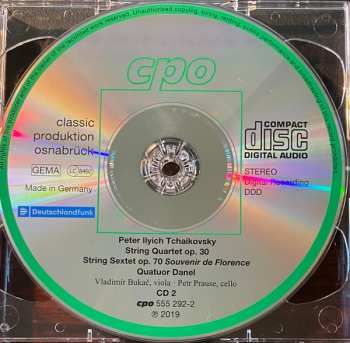 cpo
classic
produktion
osnabrück
GEMA LC 8492
Made in Germany
Deutschlandfunk
COMPACT
disc
DIGITAL AUDIO
STEREO
Digital Recording
DDD
Peter Ilyich Tchaikovsky
String Quartet op. 30
String Sextet op. 70 Souvenir de Florence
Quatuor Danel
Vladimír Bukač, viola · Petr Prause, cello
CD 2
cpo 555 292-2
℗ 2019